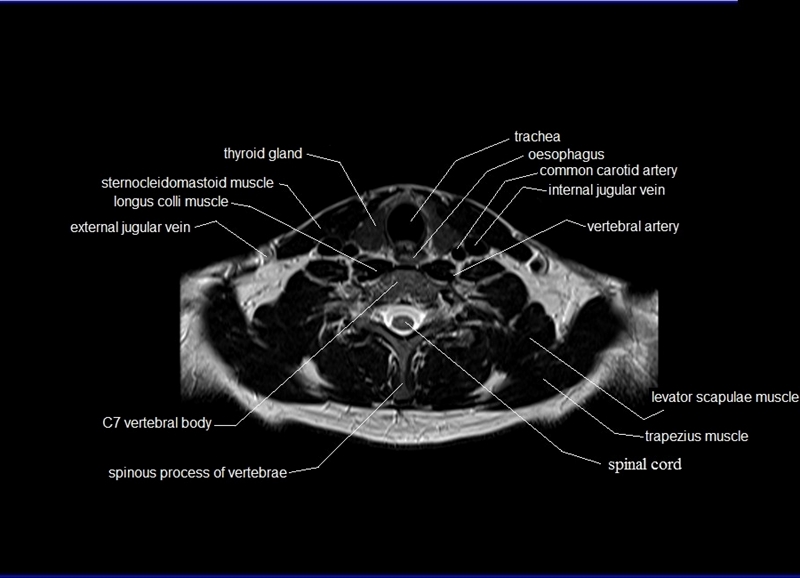 trachea
thyroid gland
oesophagus
common carotid artery
sternocleidomastoid muscle
internal jugular vein
longus colli muscle
external jugular vein
vertebral artery
levator scapulae muscle
C7 vertebral body
trapezius muscle
spinal cord
spinous process of vertebrae